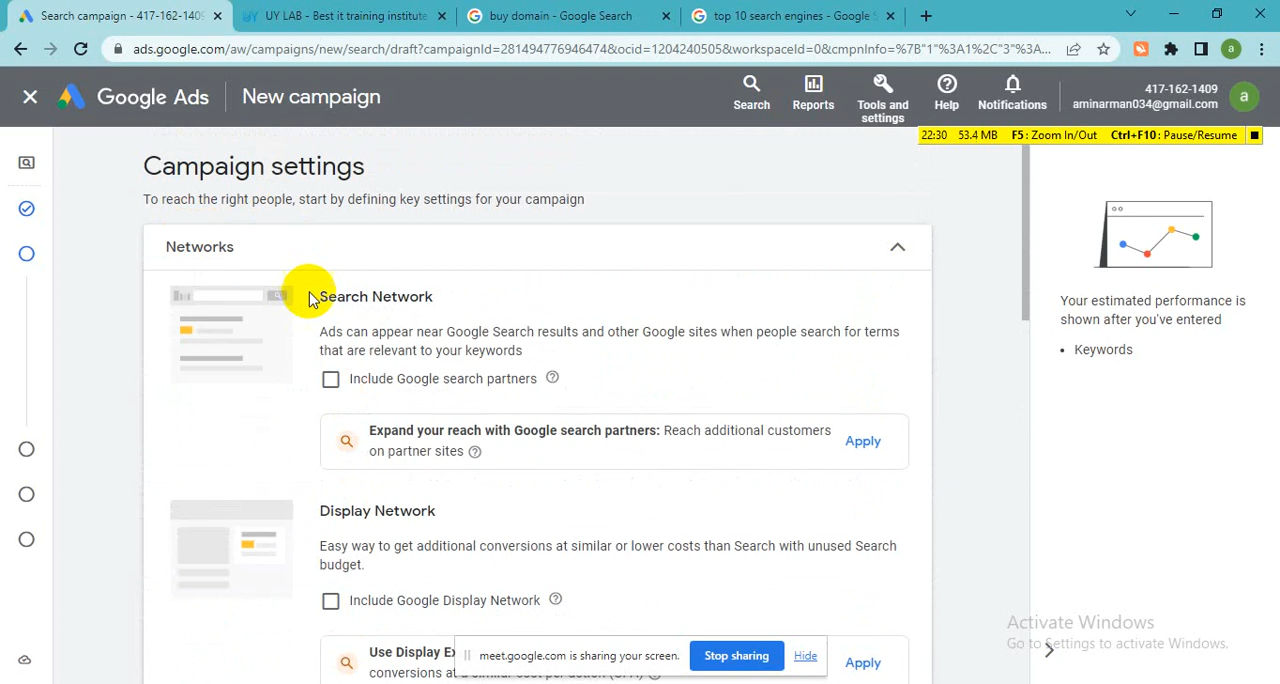 Search campaign - 417-162-1409
UY LAB - Best it training institute
buy domain - Google Search
top 10 search engines - Google S
ads.google.com/aw/campaigns/new/search/draft?campaignId=281494776946474&ocid=1204240505&workspaceId=0&cmpnInfo=%7B"1"%3A1%2C"3"%3A...
a
Google Ads
New campaign
Search
Reports
Tools and
settings
Help
Notifications
417-162-1409
aminarman034@gmail.com
a
22:30 53.4 MB F5: Zoom In/Out Ctrl+F10: Pause/Resume
Campaign settings
To reach the right people, start by defining key settings for your campaign
Networks
Search Network
Ads can appear near Google Search results and other Google sites when people search for terms
that are relevant to your keywords
Include Google search partners
Expand your reach with Google search partners: Reach additional customers
on partner sites
Apply
Display Network
Easy way to get additional conversions at similar or lower costs than Search with unused Search
budget.
Include Google Display Network
Use Display Ex
conversions at a similar cost per action (CPA)
Apply
meet.google.com is sharing your screen.
Stop sharing
Hide
Your estimated performance is
shown after you've entered
• Keywords
Activate Windows
Go to Settings to activate Windows.